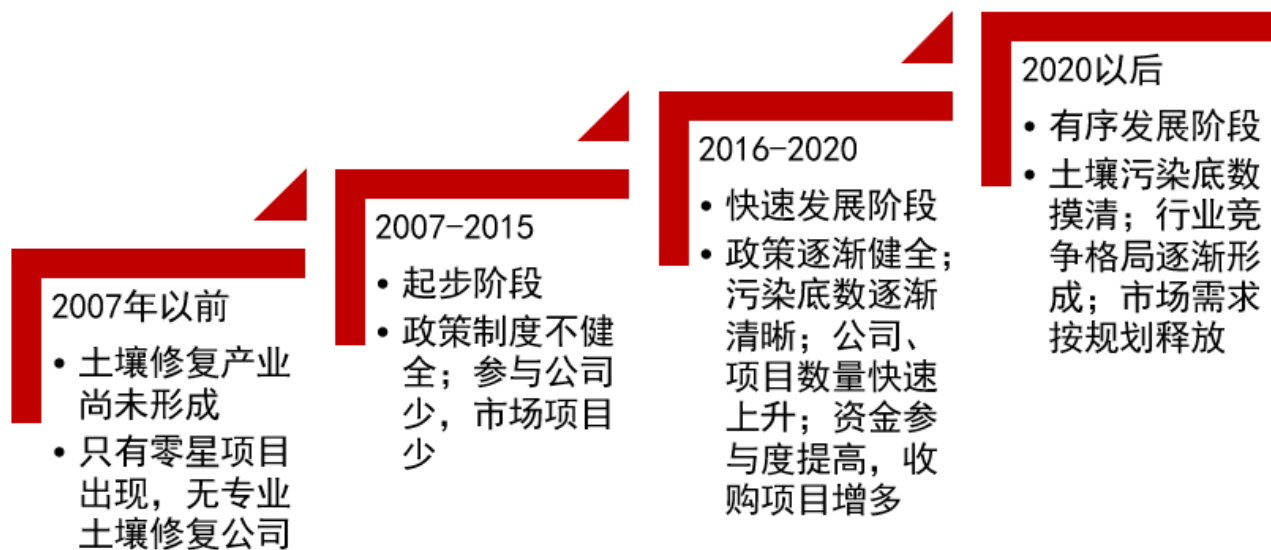 2007年以前
• 土壤修复产业
尚未形成
• 只有零星项目
出现，无专业
土壤修复公司
2007-2015
• 起步阶段
• 政策制度不健
全；参与公司
少，市场项目
少
2016-2020
• 快速发展阶段
• 政策逐渐健全；
污染底数逐渐
清晰；公司、
项目数量快速
上升；资金参
与度提高，收
购项目增多
2020以后
• 有序发展阶段
• 土壤污染底数
摸清；行业竞
争格局逐渐形
成；市场需求
按规划释放